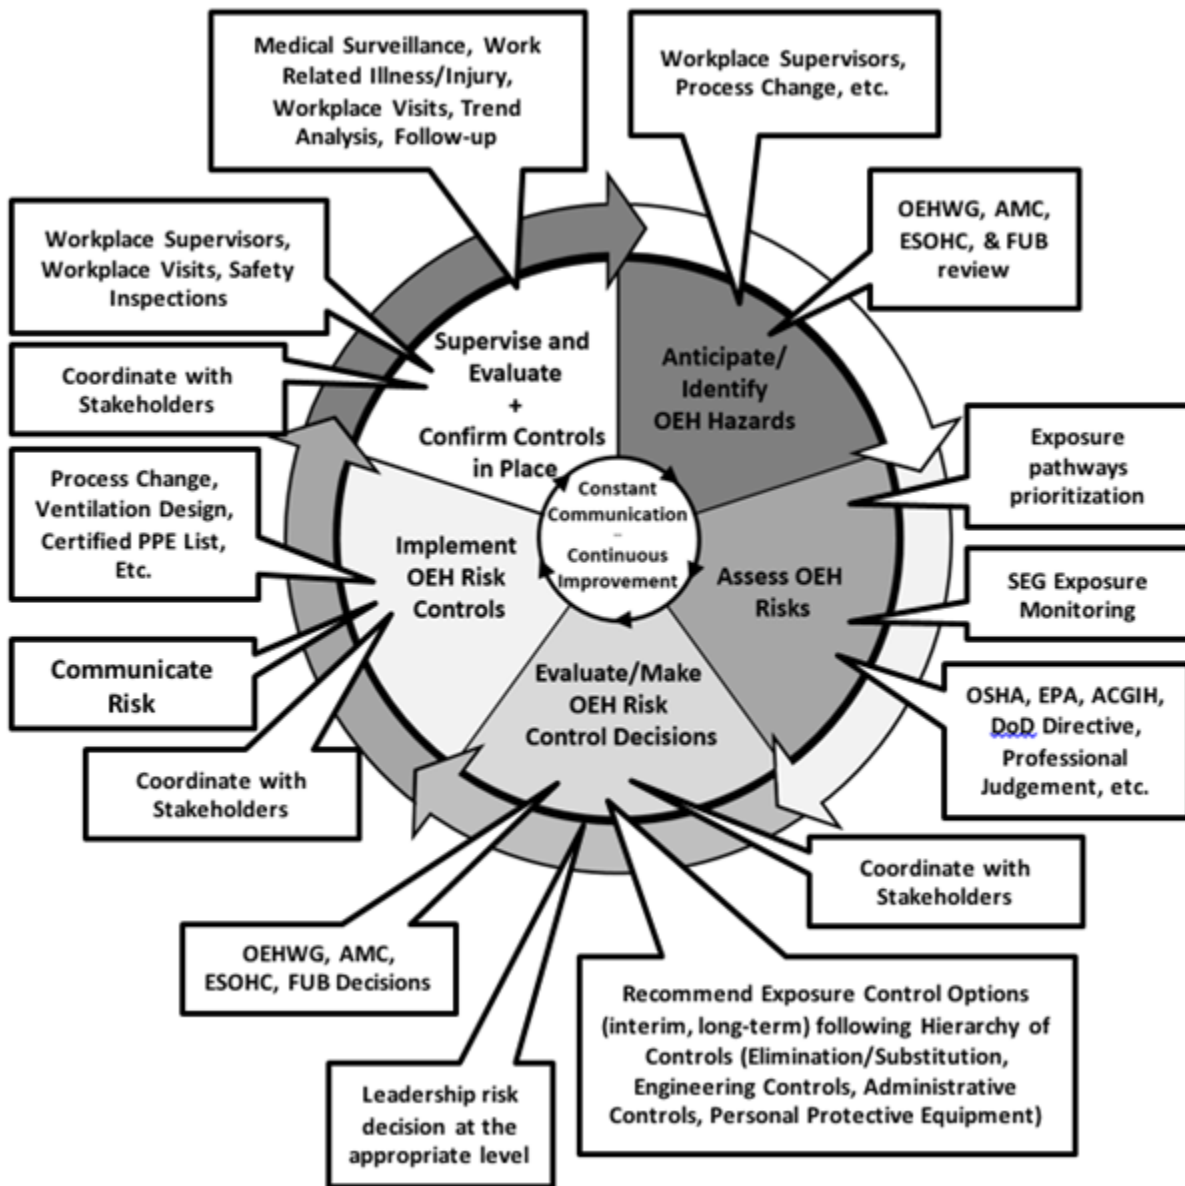 Medical Surveillance, Work
Related Illness/Injury,
Workplace Visits, Trend
Analysis, Follow-up
Workplace Supervisors,
Process Change, etc.
OEHWG, AMC,
ESOHC, & FUB
review
Workplace Supervisors,
Workplace Visits, Safety
Inspections
Coordinate with
Stakeholders
Supervise and
Evaluate
+
Confirm Controls
in Place
Anticipate/
Identify
OEH Hazards
Exposure
pathways
prioritization
Process Change,
Ventilation Design,
Certified PPE List,
Etc.
Constant
Communication
–
Continuous
Improvement
Implement
OEH Risk
Controls
Assess OEH
Risks
SEG Exposure
Monitoring
Communicate
Risk
Evaluate/Make
OEH Risk
Control Decisions
OSHA, EPA, ACGIH,
DoD Directive,
Professional
Judgement, etc.
Coordinate with
Stakeholders
Coordinate with
Stakeholders
OEHWG, AMC,
ESOHC, FUB Decisions
Recommend Exposure Control Options
(interim, long-term) following Hierarchy of
Controls (Elimination/Substitution,
Engineering Controls, Administrative
Controls, Personal Protective Equipment)
Leadership risk
decision at the
appropriate level